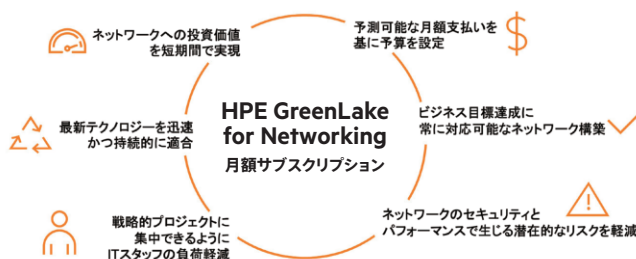 ネットワークへの投資価値
を短期間で実現
予測可能な月額支払いを
基に予算を設定
最新テクノロジーを迅速
かつ持続的に適合
HPE GreenLake
for Networking
月額サブスクリプション
ビジネス目標達成に
常に対応可能なネットワーク構築
戦略的プロジェクトに
集中できるように
ITスタッフの負荷軽減
ネットワークのセキュリティと
パフォーマンスで生じる潜在的なリスクを軽減